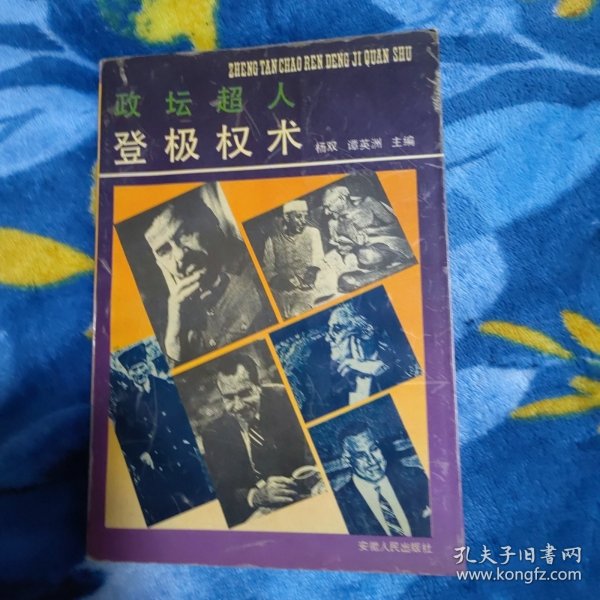 ZHENG TAN CHAO REN DENG JI QUAN SHU
政坛超人
登极权术
杨双 谭英洲 主编
安徽人民出版社
孔夫子旧书网
www.kongfz.com